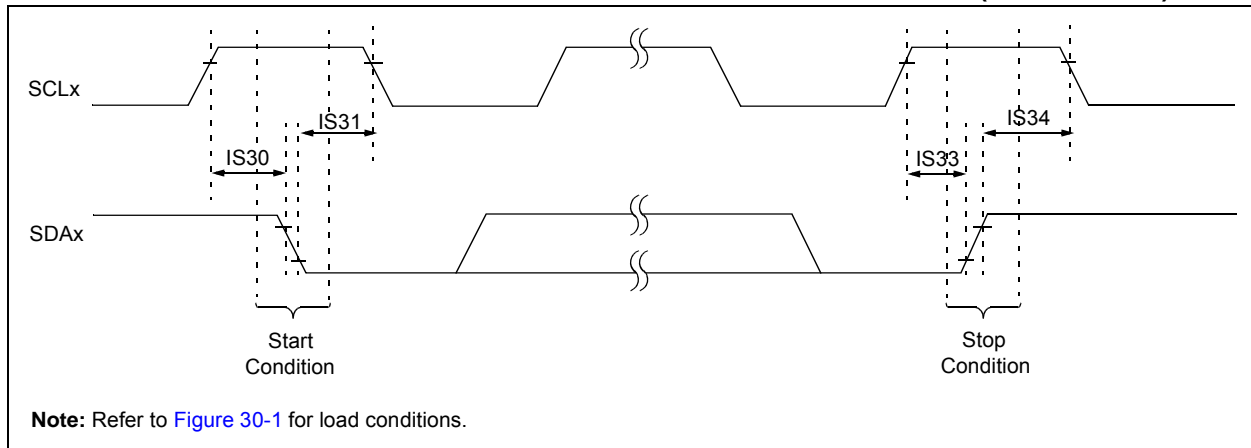 SCLx
IS31
IS34
IS30
IS33
SDAx
Start
Condition
Stop
Condition
Note: Refer to Figure 30-1 for load conditions.